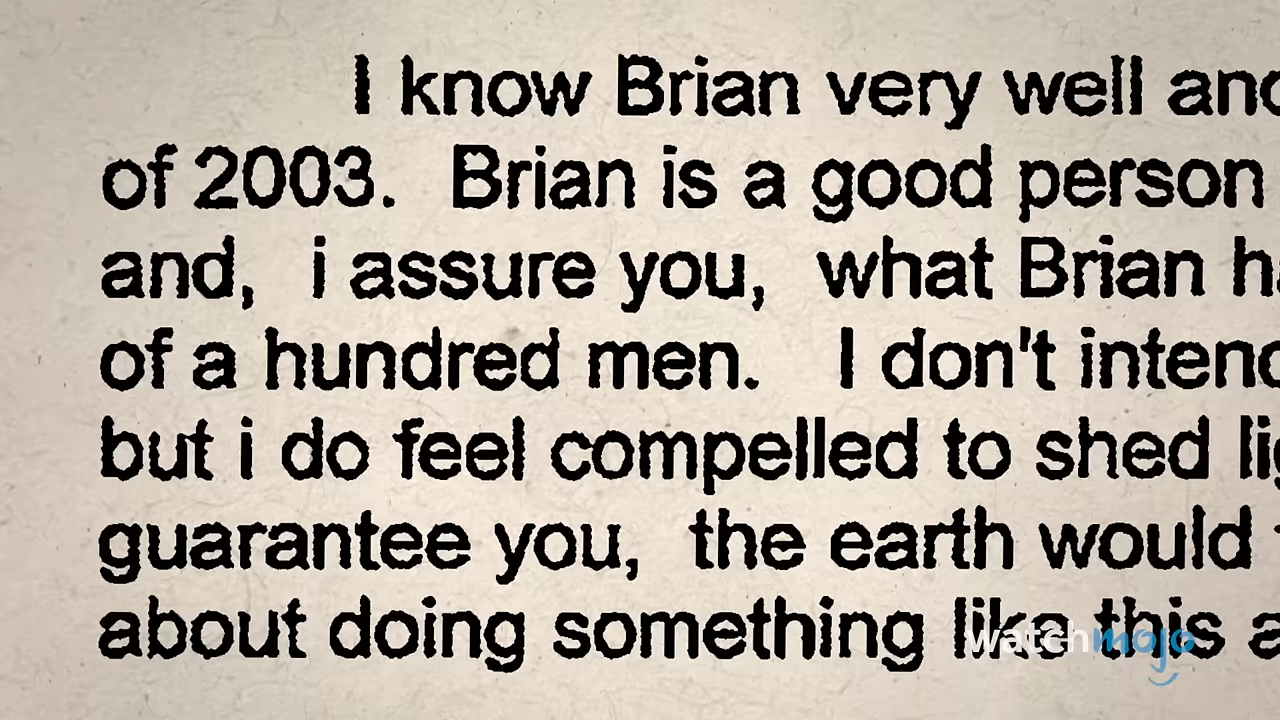 I know Brian very well and
of 2003. Brian is a good person
and, i assure you, what Brian ha
of a hundred men. I don't intend
but i do feel compelled to shed lig
guarantee you, the earth would
about doing something like this a
watchmojo